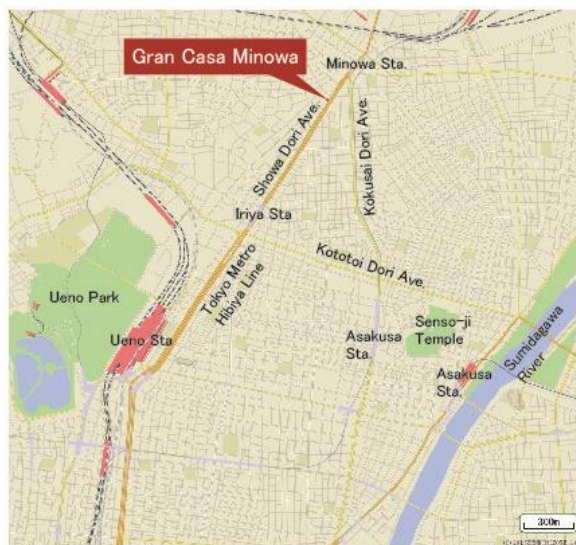 Gran Casa Minowa
Minowa Sta.
Showa Dori Ave.
Kokusai Dori Ave.
Iriya Sta
Kototoi Dori Ave.
Tokyo Metro
Hibiya Line
Ueno Park
Ueno Sta
Asakusa
Sta.
Senso-ji
Temple
Asakusa
Sta.
Sumidagawa
River
300m